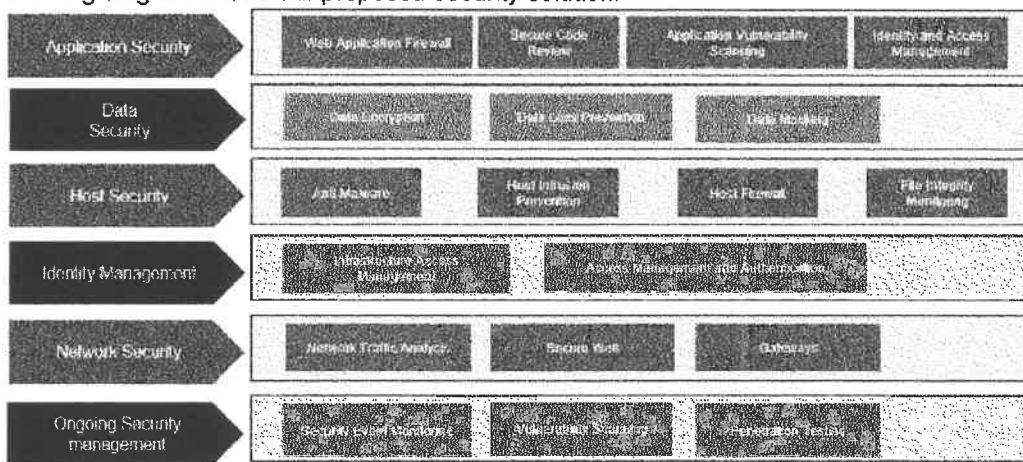 proposed security solution.
Application Security
Web Application Firewall
Secure Code
Review
Application Vulnerability
Scanning
Identity and Access
Management
Data
Security
Data Encryption
Data Loss Prevention
Data Masking
Host Security
Anti Malware
Host Intrusion
Prevention
Host Firewall
File Integrity
Monitoring
Identity Management
Infrastructure Access
Management
Access Management and Authentication
Network Security
Network Traffic Analysis
Secure Web
Gateways
Ongoing Security
management
Security Event Monitoring
Vulnerability Scanning
Penetration Testing